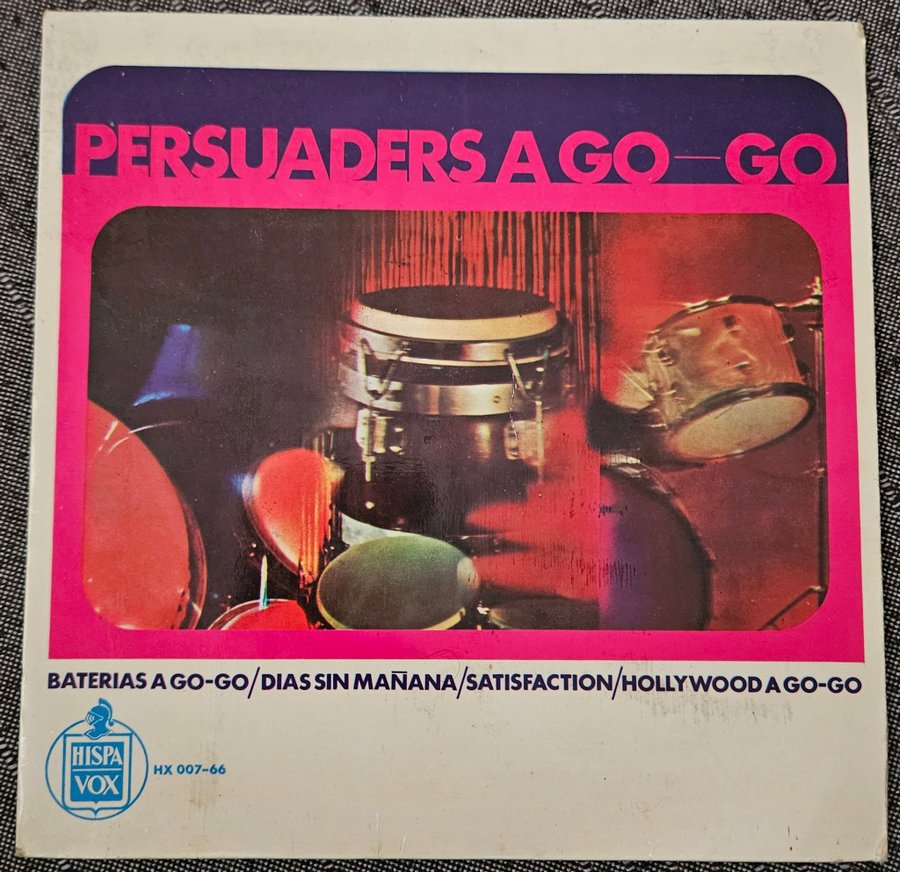 PERSUADERS A GO—GO
BATERIAS A GO-GO/DIAS SIN MAÑANA/SATISFACTION/HOLLYWOOD A GO-GO
HISPA
VOX
HX 007-66